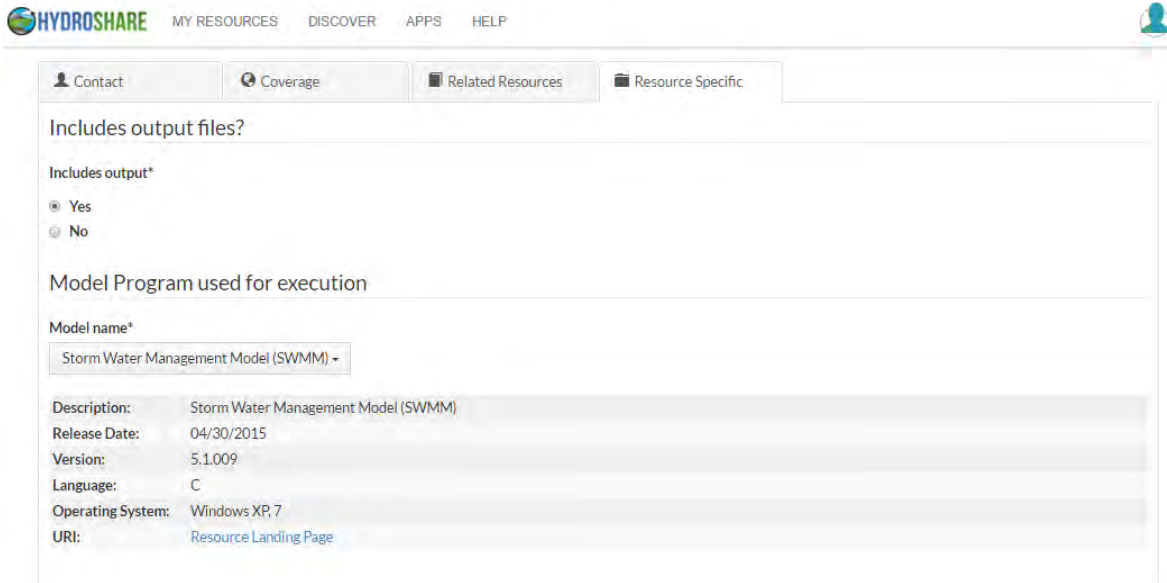 HYDROSHARE MY RESOURCES DISCOVER APPS HELP
Contact Coverage Related Resources Resource Specific
Includes output files?
Includes output*
Yes
No
Model Program used for execution
Model name*
Storm Water Management Model (SWMM)
Description: Storm Water Management Model (SWMM)
Release Date: 04/30/2015
Version: 5.1.009
Language: C
Operating System: Windows XP, 7
URI: Resource Landing Page